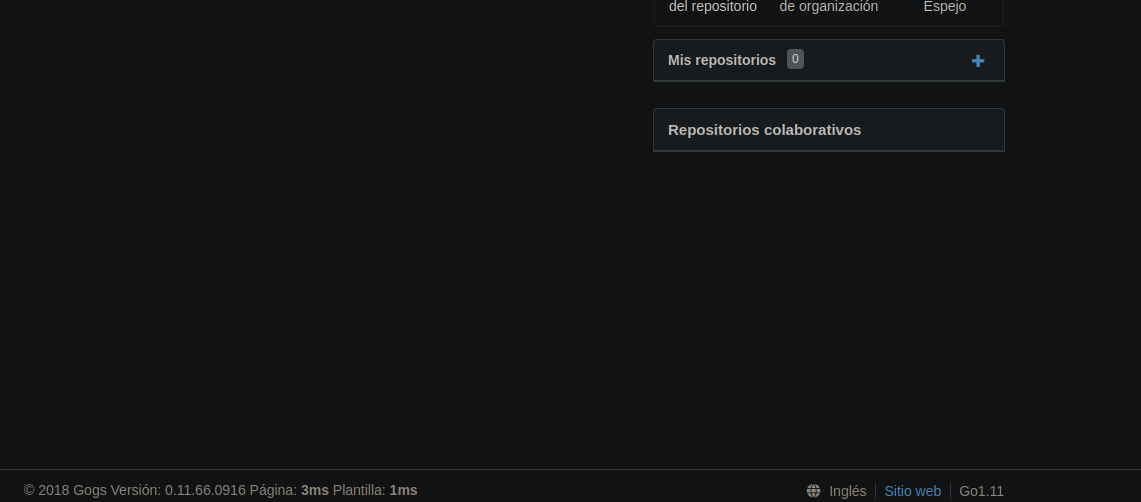 del repositorio de organización Espejo
Mis repositorios 0
Repositorios colaborativos
© 2018 Gogs Versión: 0.11.66.0916 Página: 3ms Plantilla: 1ms
Inglés Sitio web Go1.11